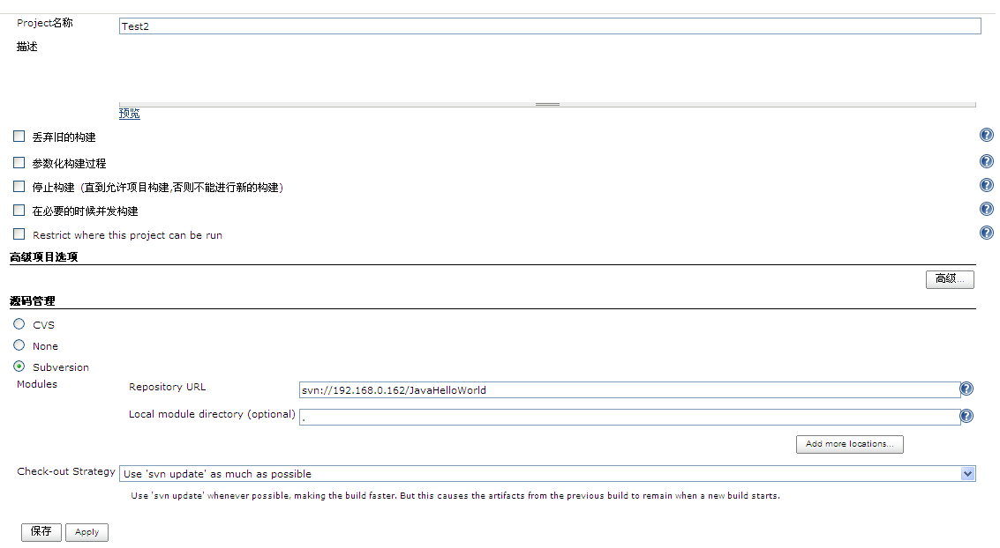 Project名称 Test2
描述
预览
丢弃旧的构建
参数化构建过程
停止构建 (直到允许项目构建,否则不能进行新的构建)
在必要的时候并发构建
Restrict where this project can be run
高级项目选项
高级...
源码管理
CVS
None
Subversion
Modules Repository URL svn://192.168.0.162/JavaHelloWorld
Local module directory (optional) .
Add more locations...
Check-out Strategy Use 'svn update' as much as possible
Use 'svn update' whenever possible, making the build faster. But this causes the artifacts from the previous build to remain when a new build starts.
保存 Apply